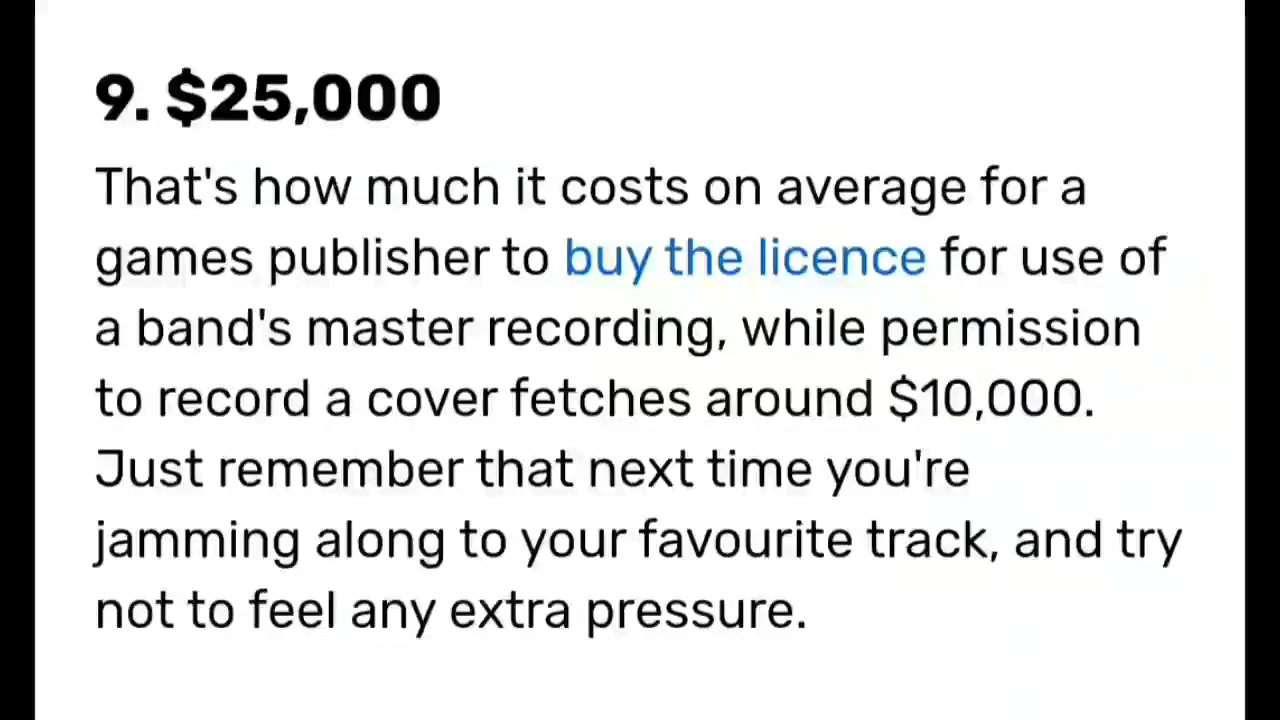 9. $25,000
That's how much it costs on average for a
games publisher to buy the licence for use of
a band's master recording, while permission
to record a cover fetches around $10,000.
Just remember that next time you're
jamming along to your favourite track, and try
not to feel any extra pressure.